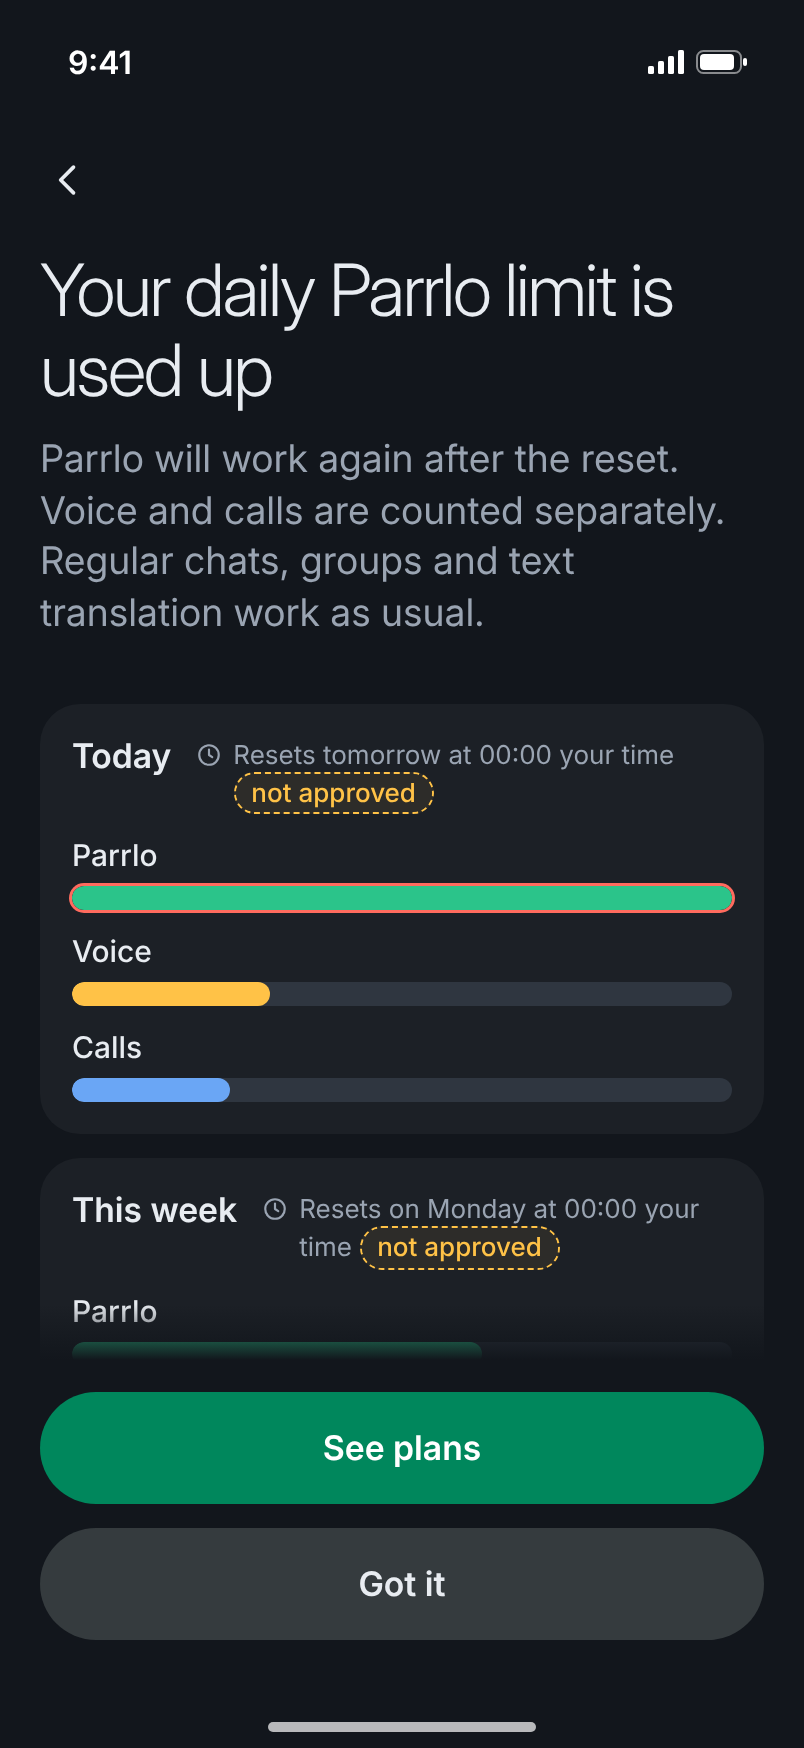 9:41
Your daily Parrlo limit is
used up
Parrlo will work again after the reset.
Voice and calls are counted separately.
Regular chats, groups and text
translation work as usual.
Today Resets tomorrow at 00:00 your time
not approved
Parrlo
Voice
Calls
This week Resets on Monday at 00:00 your
time not approved
Parrlo
See plans
Got it